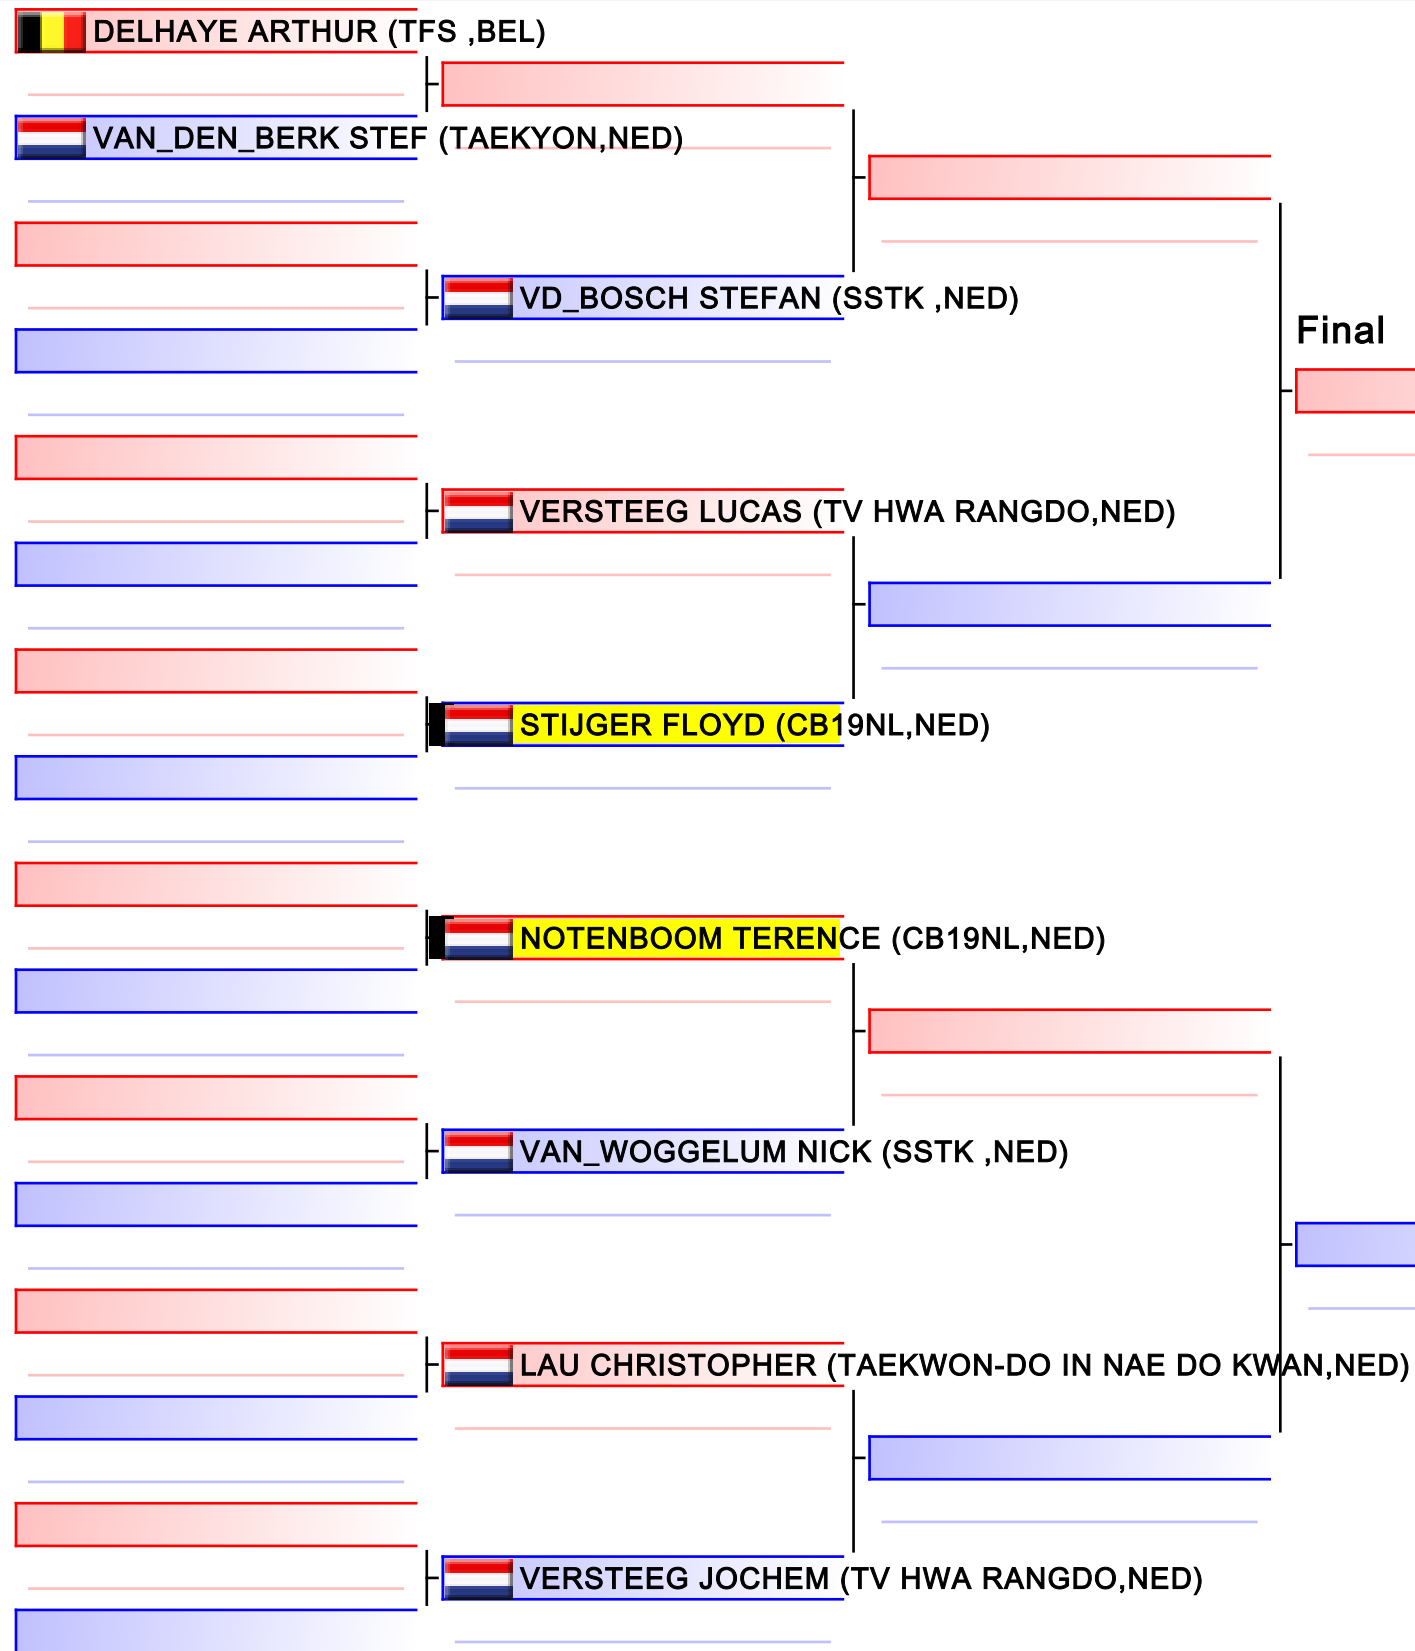 DELHAYE ARTHUR (TFS ,BEL)
VAN_DEN_BERK STEF (TAEKYON,NED)
VD_BOSCH STEFAN (SSTK ,NED)
Final
VERSTEEG LUCAS (TV HWA RANGDO,NED)
STIJGER FLOYD (CB19NL,NED)
NOTENBOOM TERENCE (CB19NL,NED)
VAN_WOGGELUM NICK (SSTK ,NED)
LAU CHRISTOPHER (TAEKWON-DO IN NAE DO KWAN,NED)
VERSTEEG JOCHEM (TV HWA RANGDO,NED)